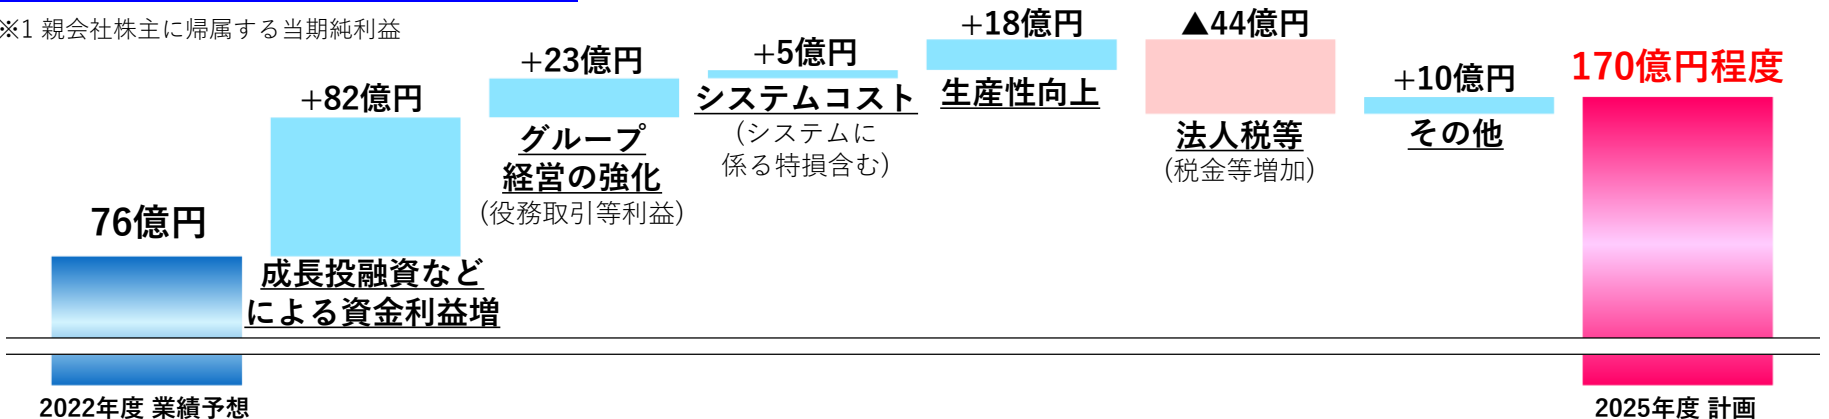 ※1 親会社株主に帰属する当期純利益
76億円
2022年度 業績予想
+82億円
成長投融資など
による資金利益増
+23億円
グループ
経営の強化
(役務取引等利益)
+5億円
システムコスト
(システムに
係る特損含む)
+18億円
生産性向上
▲44億円
法人税等
(税金等増加)
+10億円
その他
170億円程度
2025年度 計画